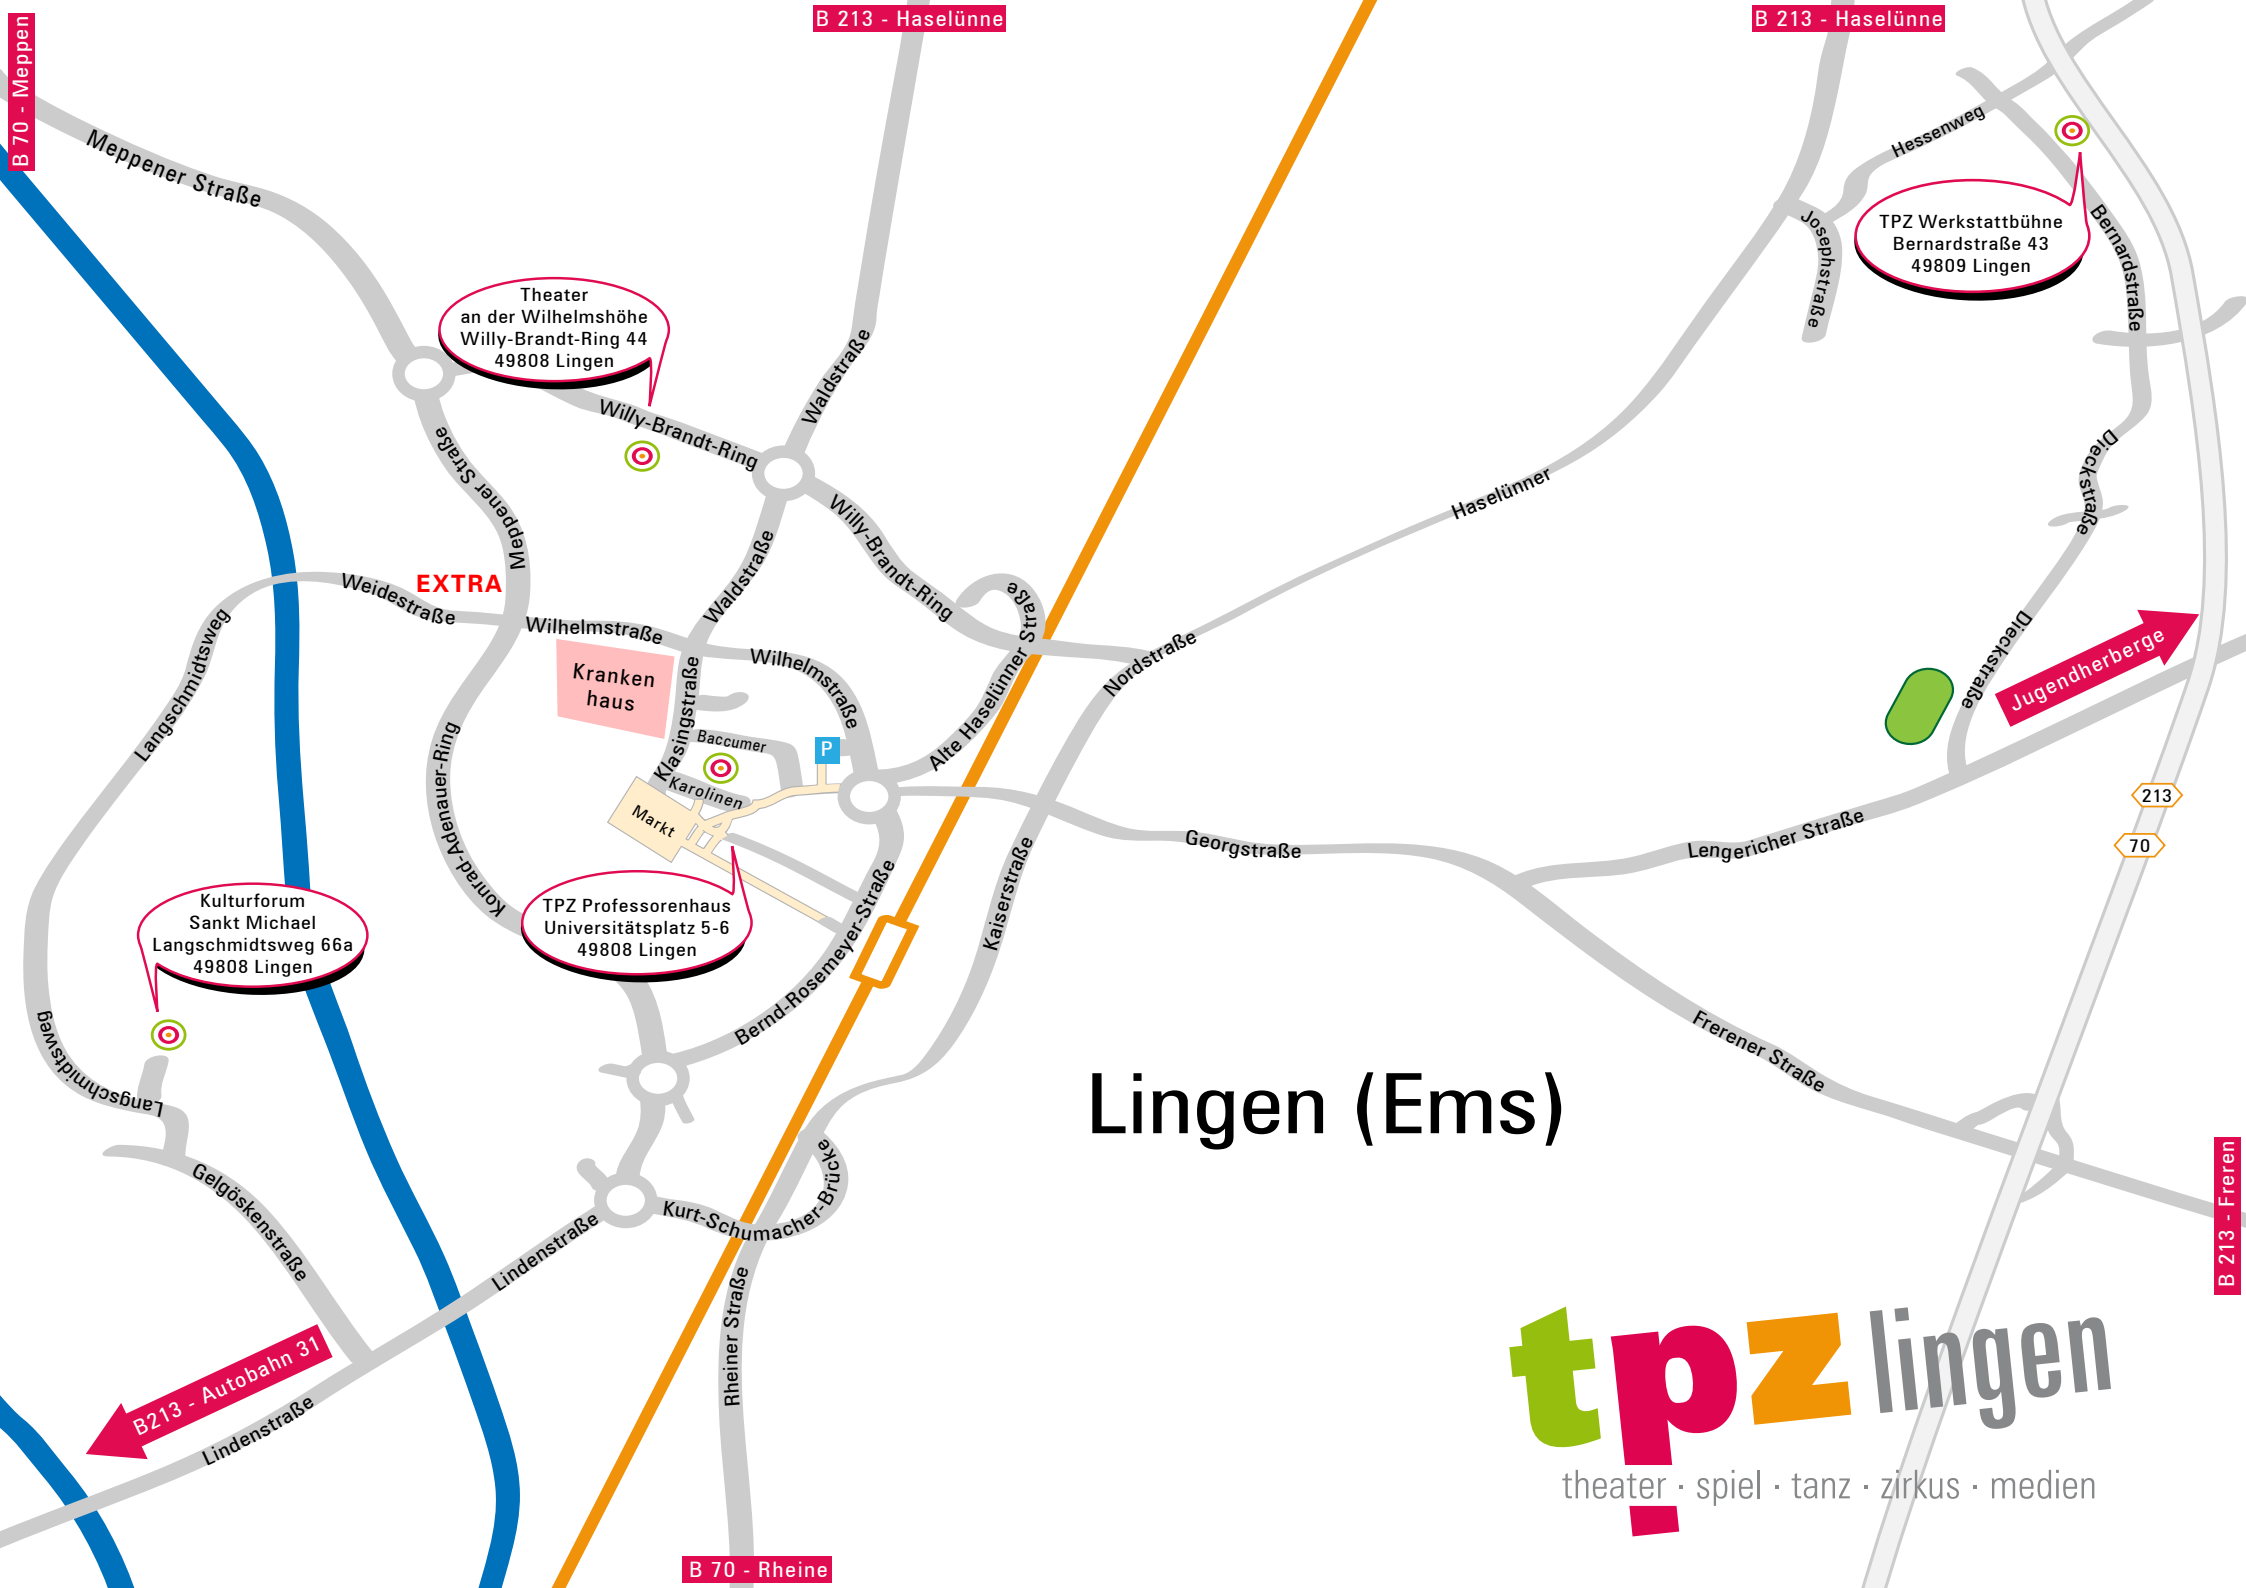 B 70 - Meppen
B 213 - Haselünne
B 213 - Haselünne
Meppener Straße
Hessenweg
Josephstraße
TPZ Werkstattbühne
Bernardstraße 43
49809 Lingen
Bernardstraße
Theater
an der Wilhelmshöhe
Willy-Brandt-Ring 44
49808 Lingen
Waldstraße
Willy-Brandt-Ring
Meppener Straße
Haselünner
Dieckstraße
Willy-Brandt-Ring
Waldstraße
Weidestraße
EXTRA
Wilhelmstraße
Wilhelmstraße
Alte Haselünner Straße
Nordstraße
Dieckstraße
Jugendherberge
Langschmidtsweg
Kranken
haus
Klasingstraße
Baccumer
P
Karolinen
Markt
Konrad-Adenauer-Ring
Georgstraße
Lengericher Straße
213
70
Kaiserstraße
Bernd-Rosemeyer-Straße
Kulturforum
Sankt Michael
Langschmidtsweg 66a
49808 Lingen
TPZ Professorenhaus
Universitätsplatz 5-6
49808 Lingen
Langschmidtsweg
Frerener Straße
Lingen (Ems)
Gelgöskenstraße
Kurt-Schumacher-Brücke
Lindenstraße
B 213 - Freren
Rheiner Straße
B213 - Autobahn 31
Lindenstraße
tpz lingen
theater · spiel · tanz · zirkus · medien
B 70 - Rheine